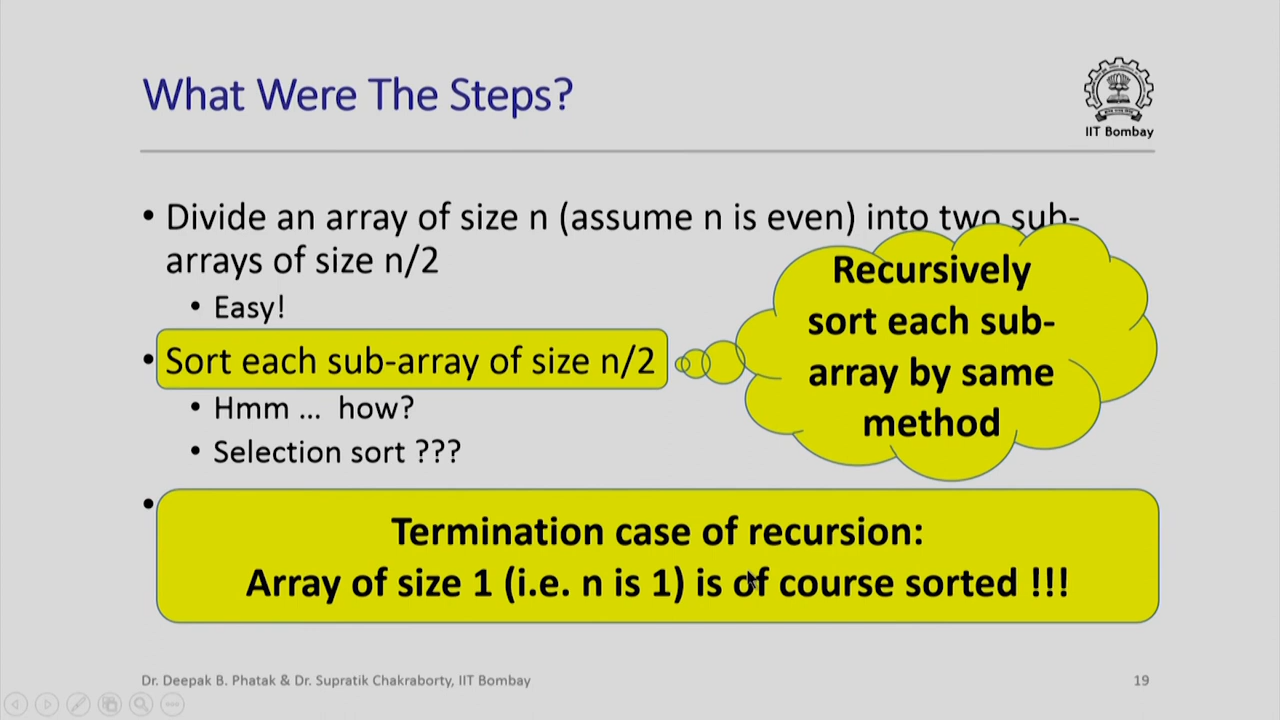 What Were The Steps?
IIT Bombay
• Divide an array of size n (assume n is even) into two sub-
arrays of size n/2
• Easy!
• Sort each sub-array of size n/2
• Hmm … how?
• Selection sort ???
•
Recursively
sort each sub-
array by same
method
Termination case of recursion:
Array of size 1 (i.e. n is 1) is of course sorted !!!
Dr. Deepak B. Phatak & Dr. Supratik Chakraborty, IIT Bombay
19